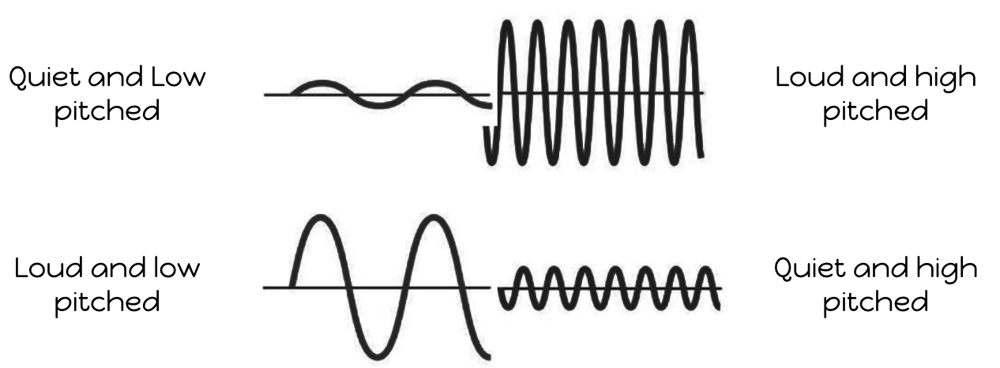 Quiet and Low
pitched
Loud and high
pitched
Loud and low
pitched
Quiet and high
pitched